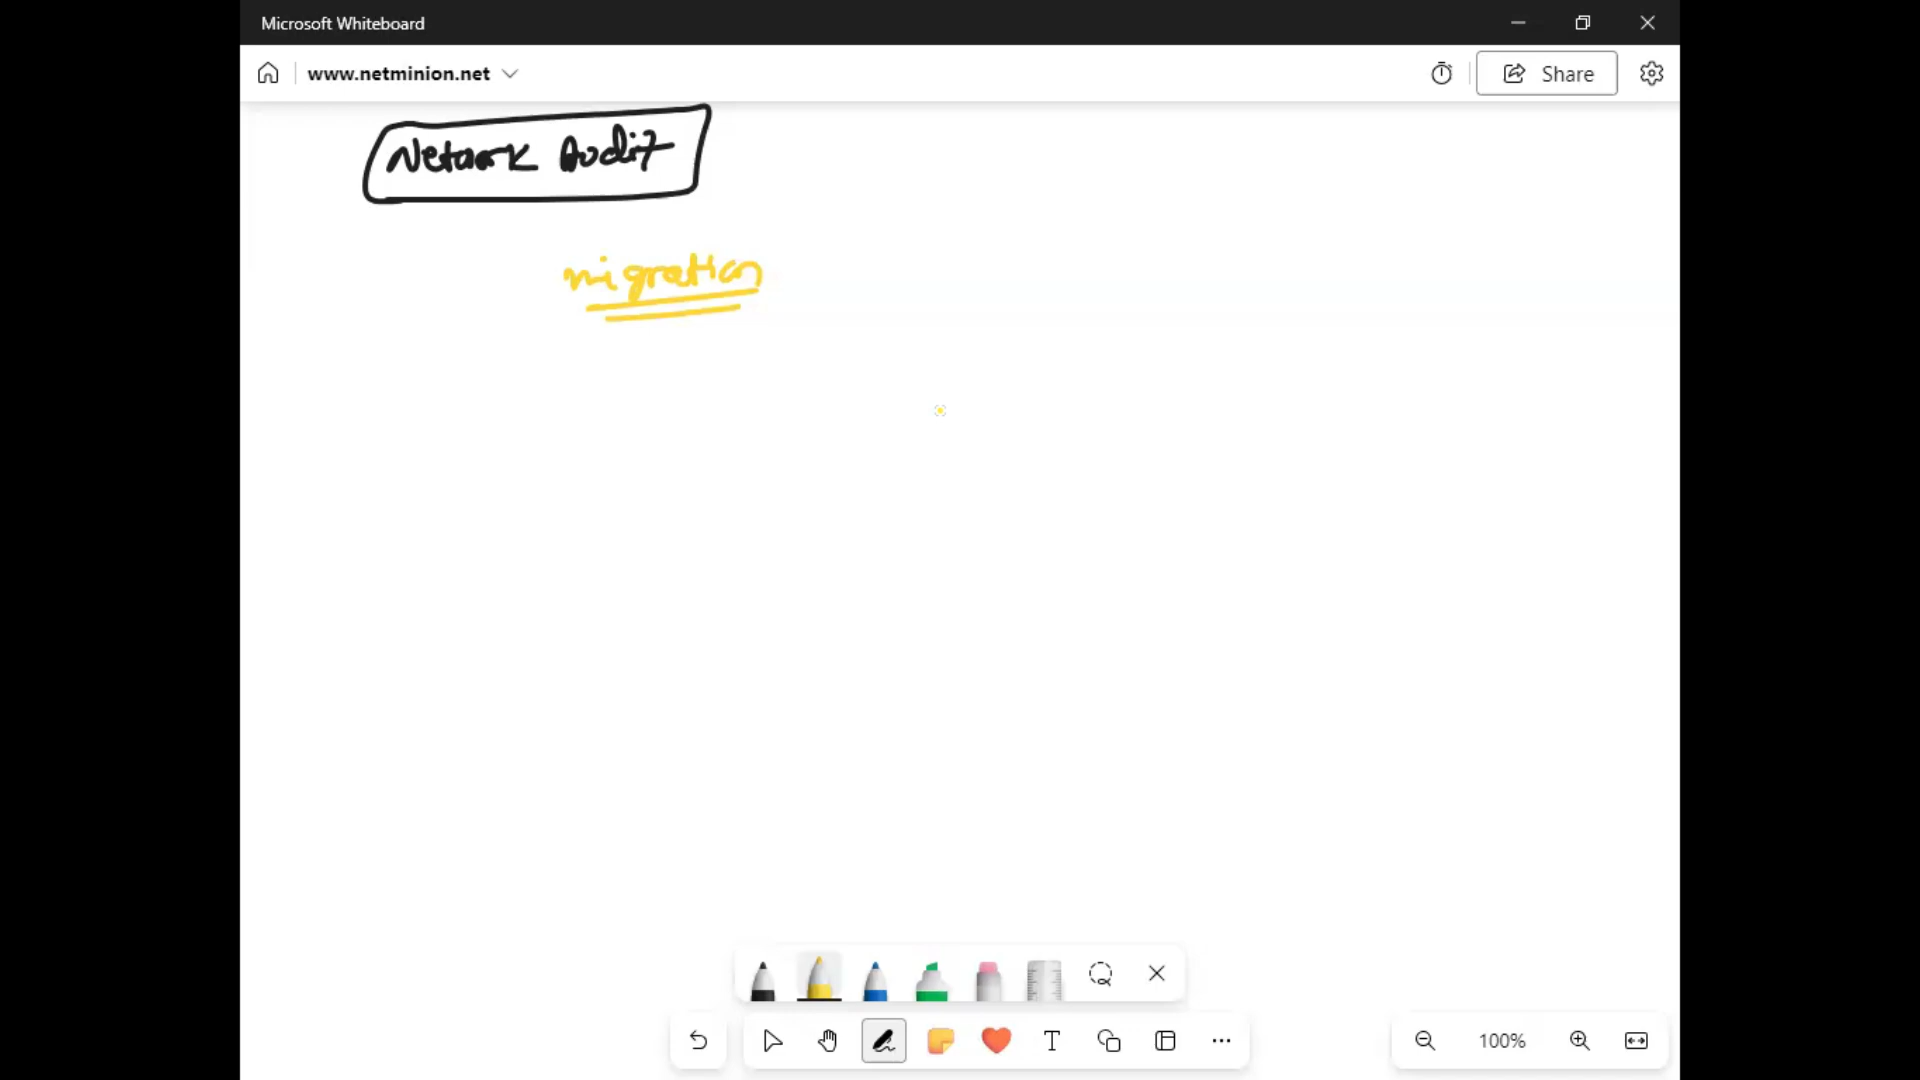 Microsoft Whiteboard
www.netminion.net
Share
Network Audit
migration
T
100%